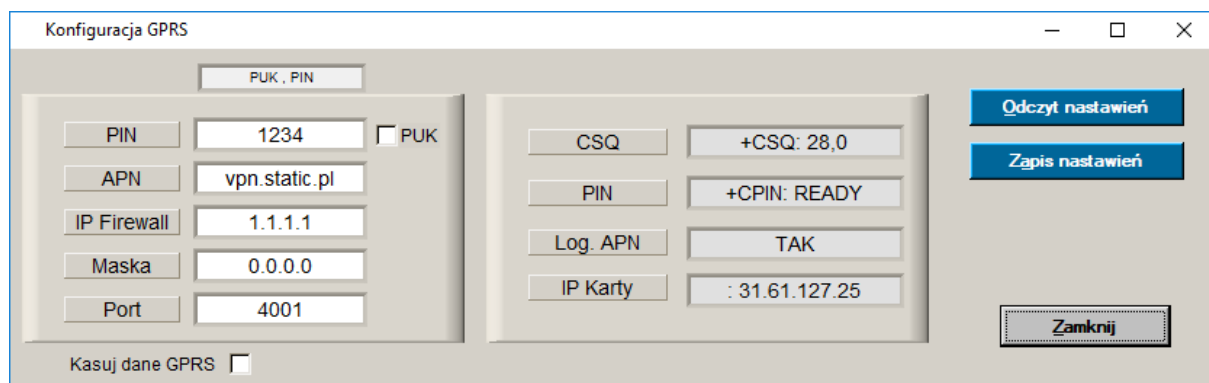 Konfiguracja GPRS
PUK , PIN
PIN
1234
PUK
APN
vpn.static.pl
IP Firewall
1.1.1.1
Maska
0.0.0.0
Port
4001
Kasuj dane GPRS
CSQ
+CSQ: 28,0
PIN
+CPIN: READY
Log. APN
TAK
IP Karty
: 31.61.127.25
Odczyt nastawień
Zapis nastawień
Zamknij